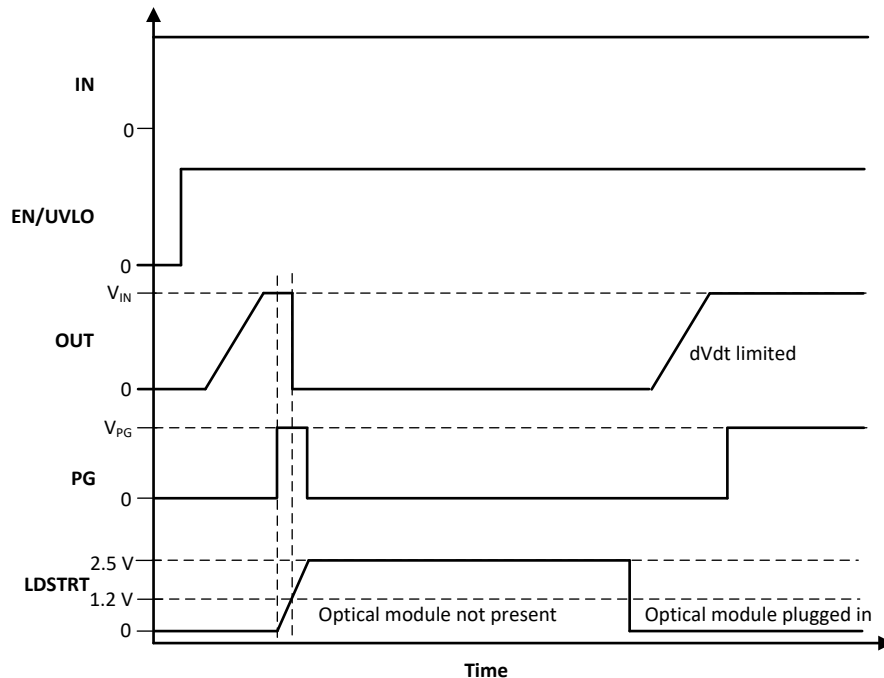 IN
0
EN/UVLO
0
V_IN
OUT
dVdt limited
0
V_PG
PG
0
2.5 V
LDSTRT
1.2 V
Optical module not present
Optical module plugged in
0
Time